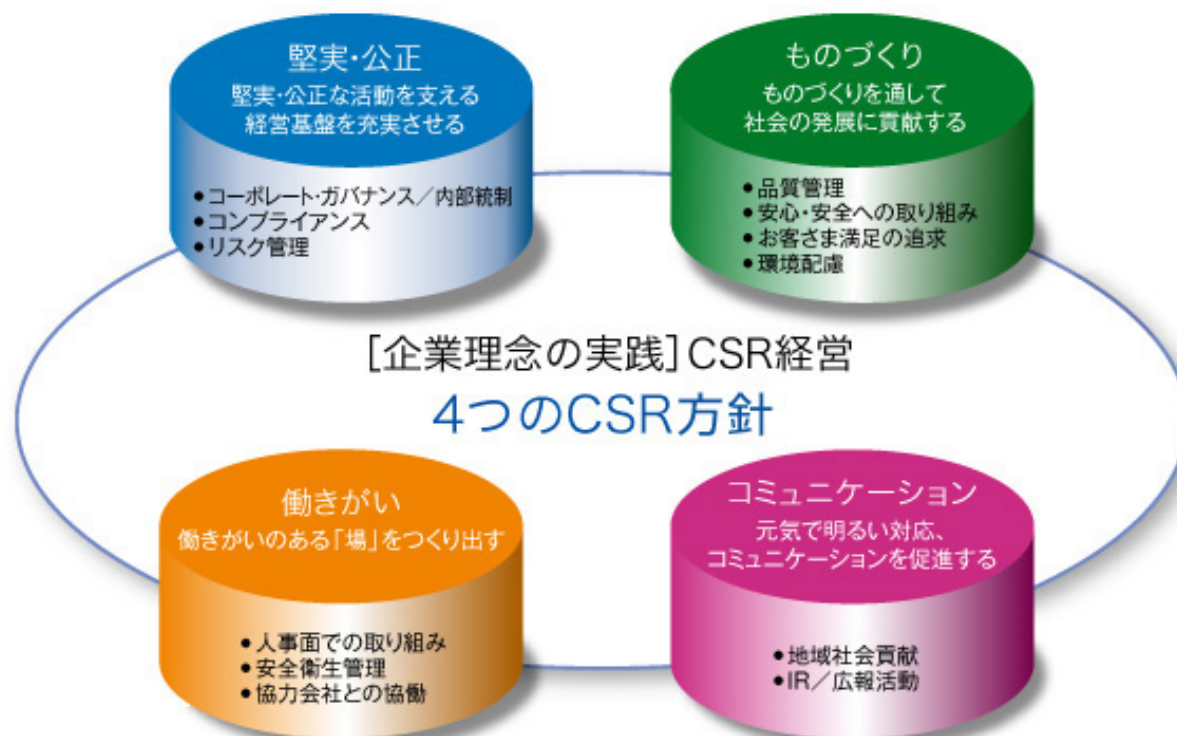 堅実・公正
堅実・公正な活動を支える
経営基盤を充実させる
●コーポレート・ガバナンス／内部統制
●コンプライアンス
●リスク管理
ものづくり
ものづくりを通して
社会の発展に貢献する
●品質管理
●安心・安全への取り組み
●お客さま満足の追求
●環境配慮
［企業理念の実践］CSR経営
4つのCSR方針
働きがい
働きがいのある「場」をつくり出す
●人事面での取り組み
●安全衛生管理
●協力会社との協働
コミュニケーション
元気で明るい対応、
コミュニケーションを促進する
●地域社会貢献
●IR／広報活動